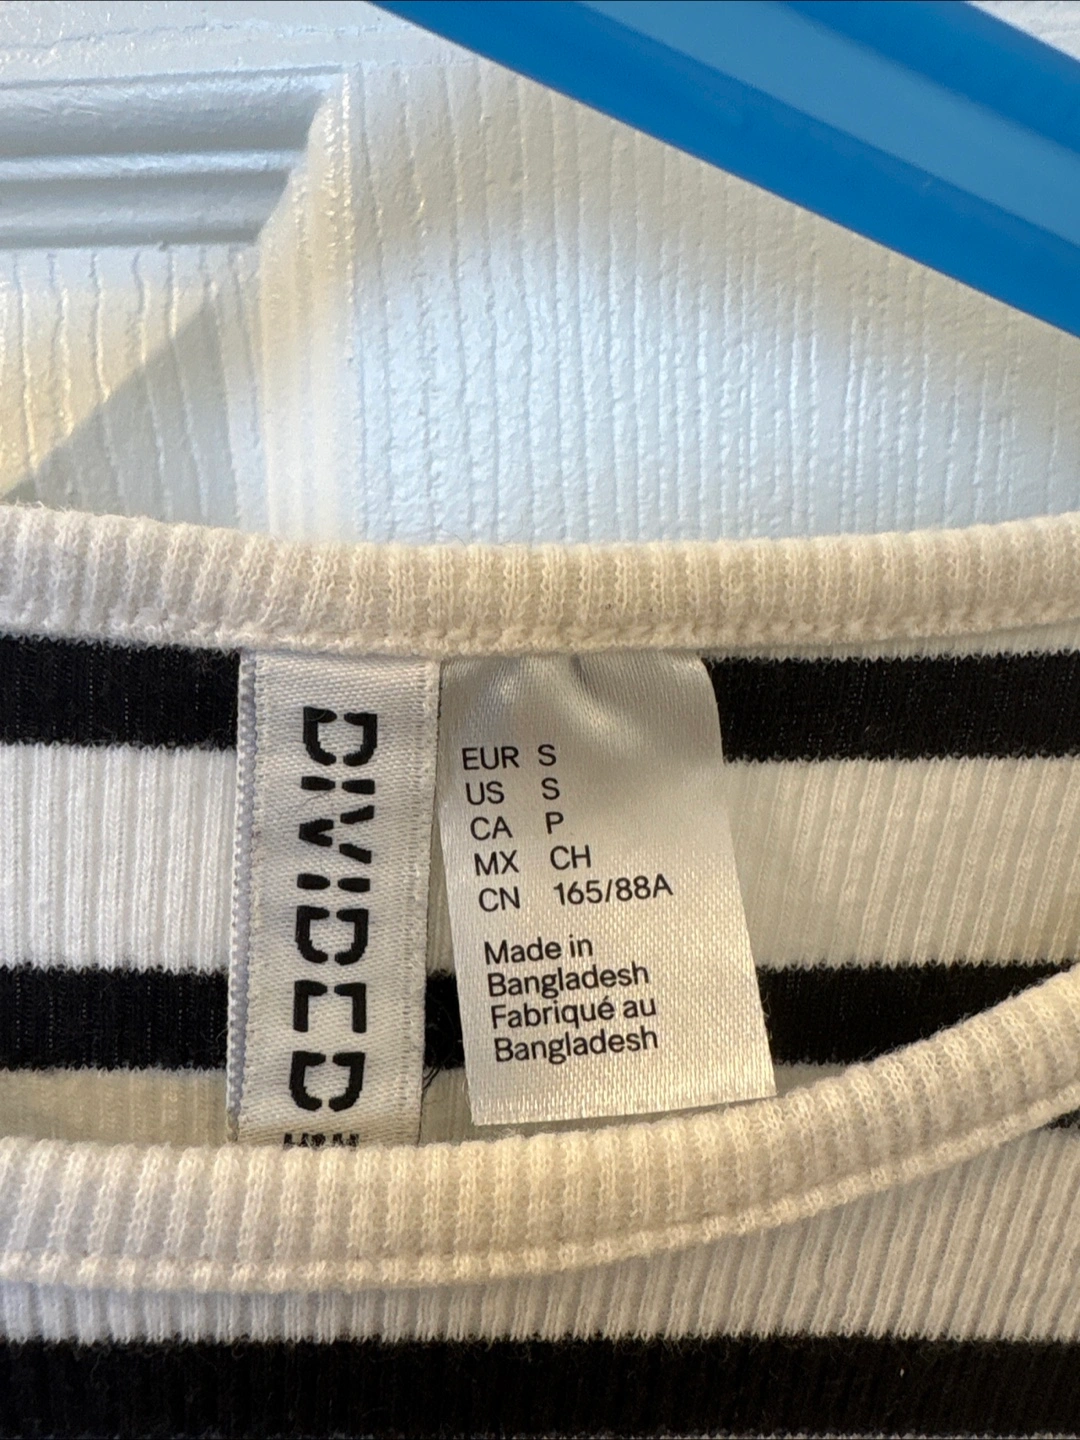 DIVIDED
EUR S
US S
CA P
MX CH
CN 165/88A
Made in
Bangladesh
Fabriqué au
Bangladesh